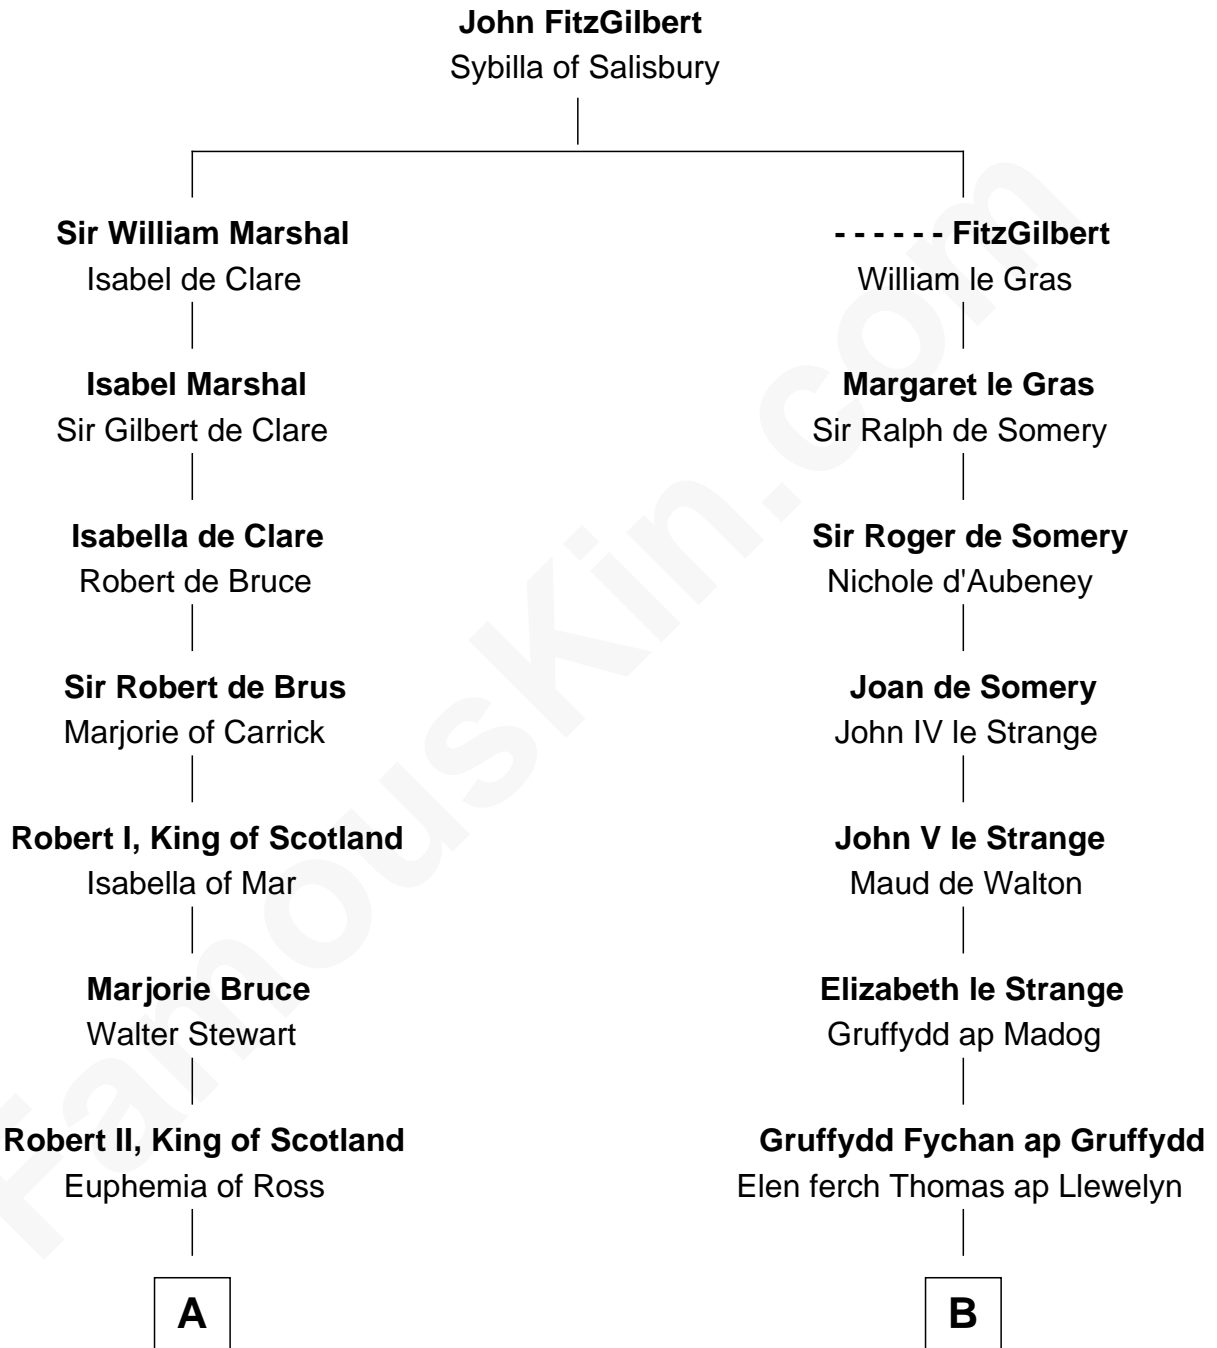 John FitzGilbert
Sybilla of Salisbury
Sir William Marshal
Isabel de Clare
- - - - - - FitzGilbert
William le Gras
Isabel Marshal
Sir Gilbert de Clare
Margaret le Gras
Sir Ralph de Somery
Isabella de Clare
Robert de Bruce
Sir Roger de Somery
Nichole d'Aubeney
Sir Robert de Brus
Marjorie of Carrick
Joan de Somery
John IV le Strange
Robert I, King of Scotland
Isabella of Mar
John V le Strange
Maud de Walton
Marjorie Bruce
Walter Stewart
Elizabeth le Strange
Gruffydd ap Madog
Robert II, King of Scotland
Euphemia of Ross
Gruffydd Fychan ap Gruffydd
Elen ferch Thomas ap Llewelyn
A
B
FamousKin.com